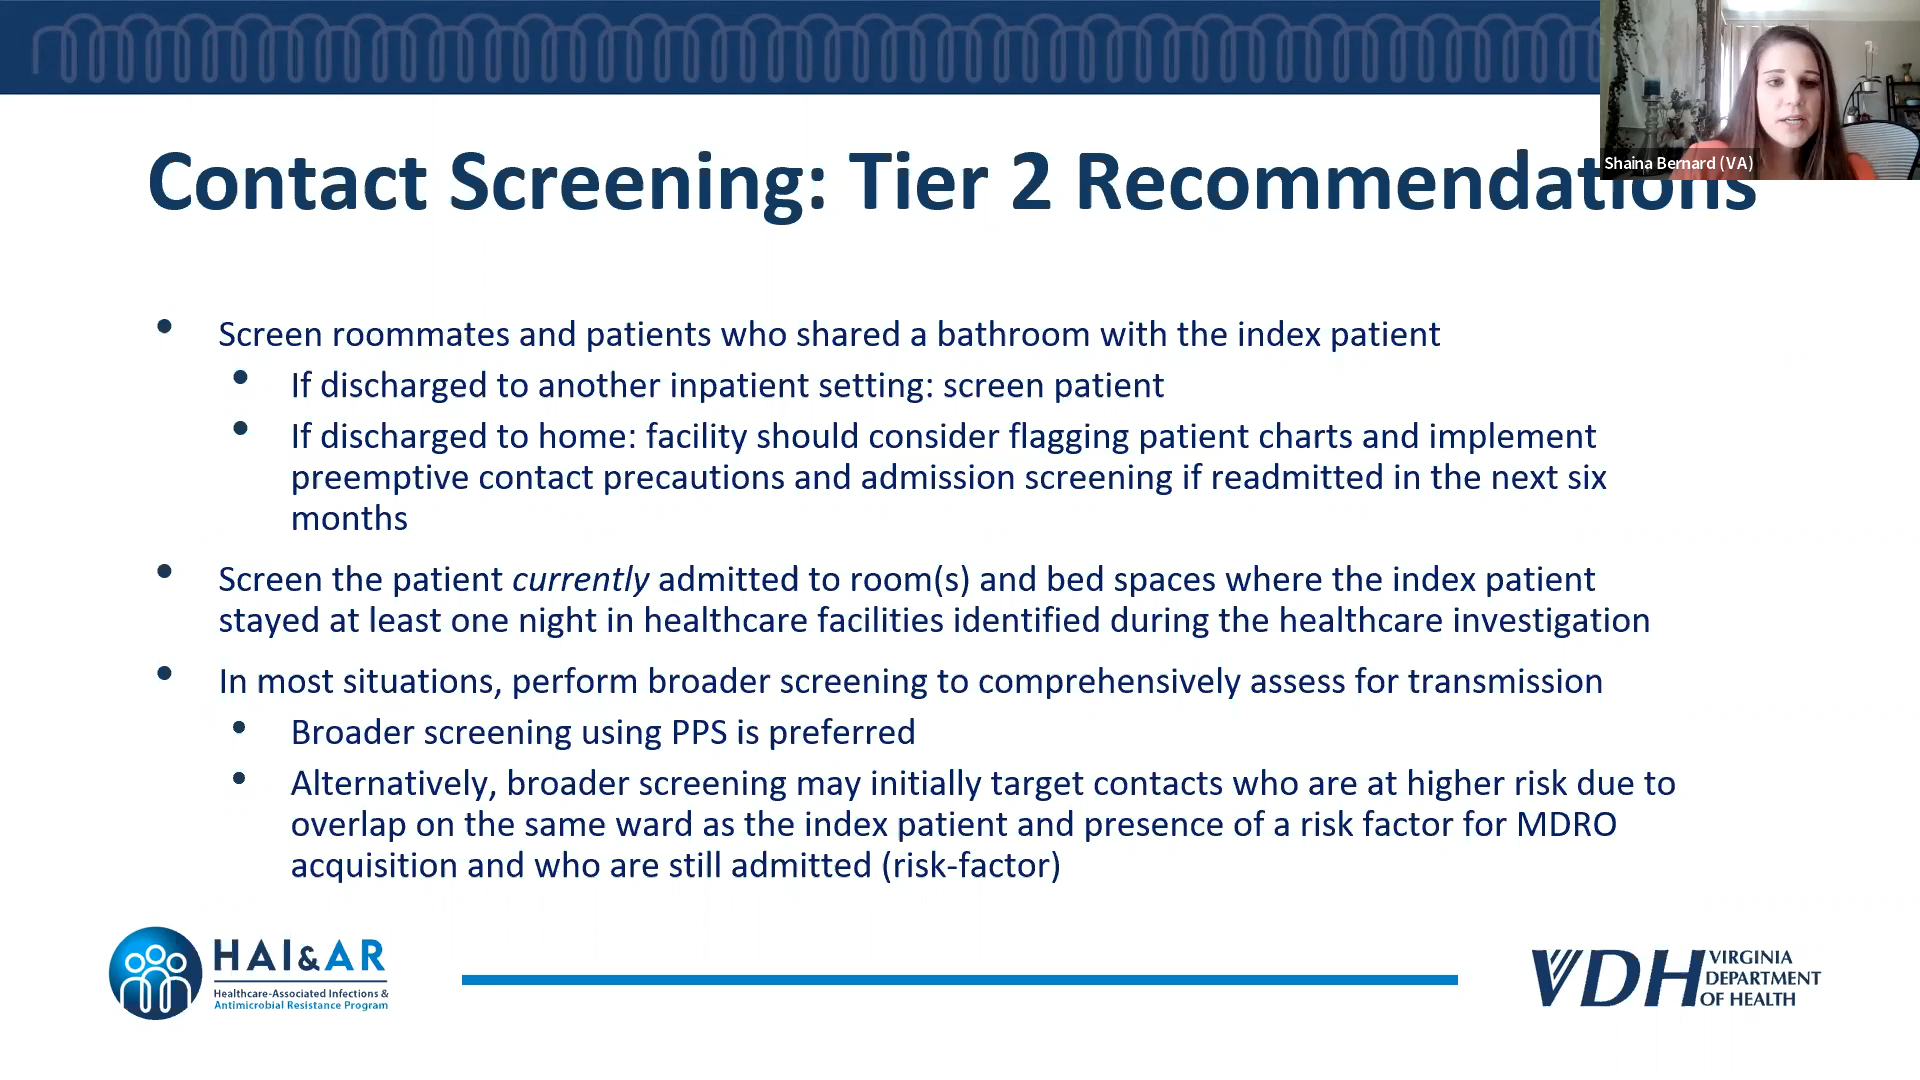 Shaina Bernard (VA)
Contact Screening: Tier 2 Recommendations
• Screen roommates and patients who shared a bathroom with the index patient
• If discharged to another inpatient setting: screen patient
• If discharged to home: facility should consider flagging patient charts and implement
preemptive contact precautions and admission screening if readmitted in the next six
months
• Screen the patient currently admitted to room(s) and bed spaces where the index patient
stayed at least one night in healthcare facilities identified during the healthcare investigation
• In most situations, perform broader screening to comprehensively assess for transmission
• Broader screening using PPS is preferred
• Alternatively, broader screening may initially target contacts who are at higher risk due to
overlap on the same ward as the index patient and presence of a risk factor for MDRO
acquisition and who are still admitted (risk-factor)
HAI&AR
Healthcare-Associated Infections &
Antimicrobial Resistance Program
VDH VIRGINIA
DEPARTMENT
OF HEALTH